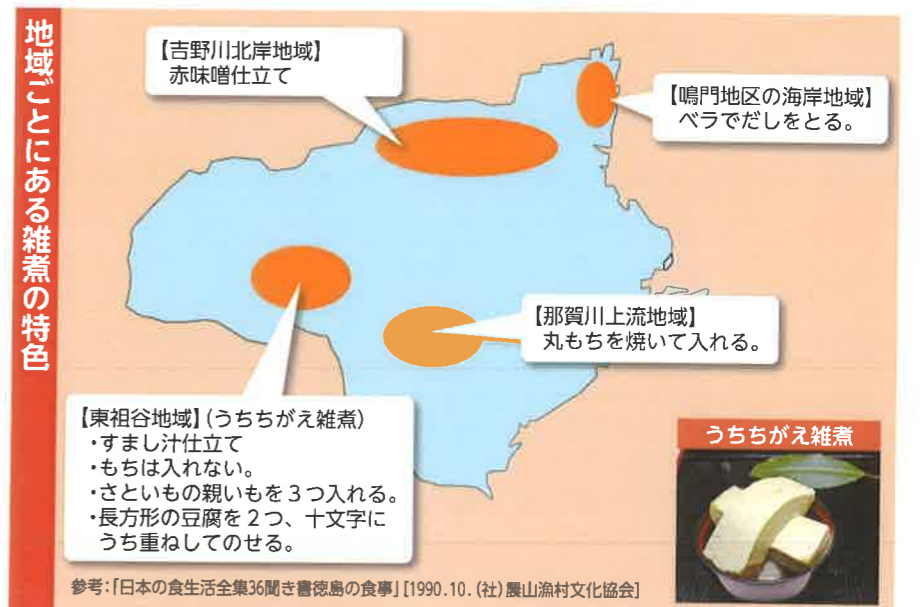 地域ごとにある雑煮の特色
【吉野川北岸地域】
赤味噌仕立て
【鳴門地区の海岸地域】
ベラでだしをとる。
【那賀川上流地域】
丸もちを焼いて入れる。
【東祖谷地域】(うちちがえ雑煮)
・すまし汁仕立て
・もちは入れない。
・さといもの親いもを3つ入れる。
・長方形の豆腐を2つ、十文字に
うち重ねしてのせる。
うちちがえ雑煮
参考:「日本の食生活全集36聞き書徳島の食事」[1990.10.(社)農山漁村文化協会]